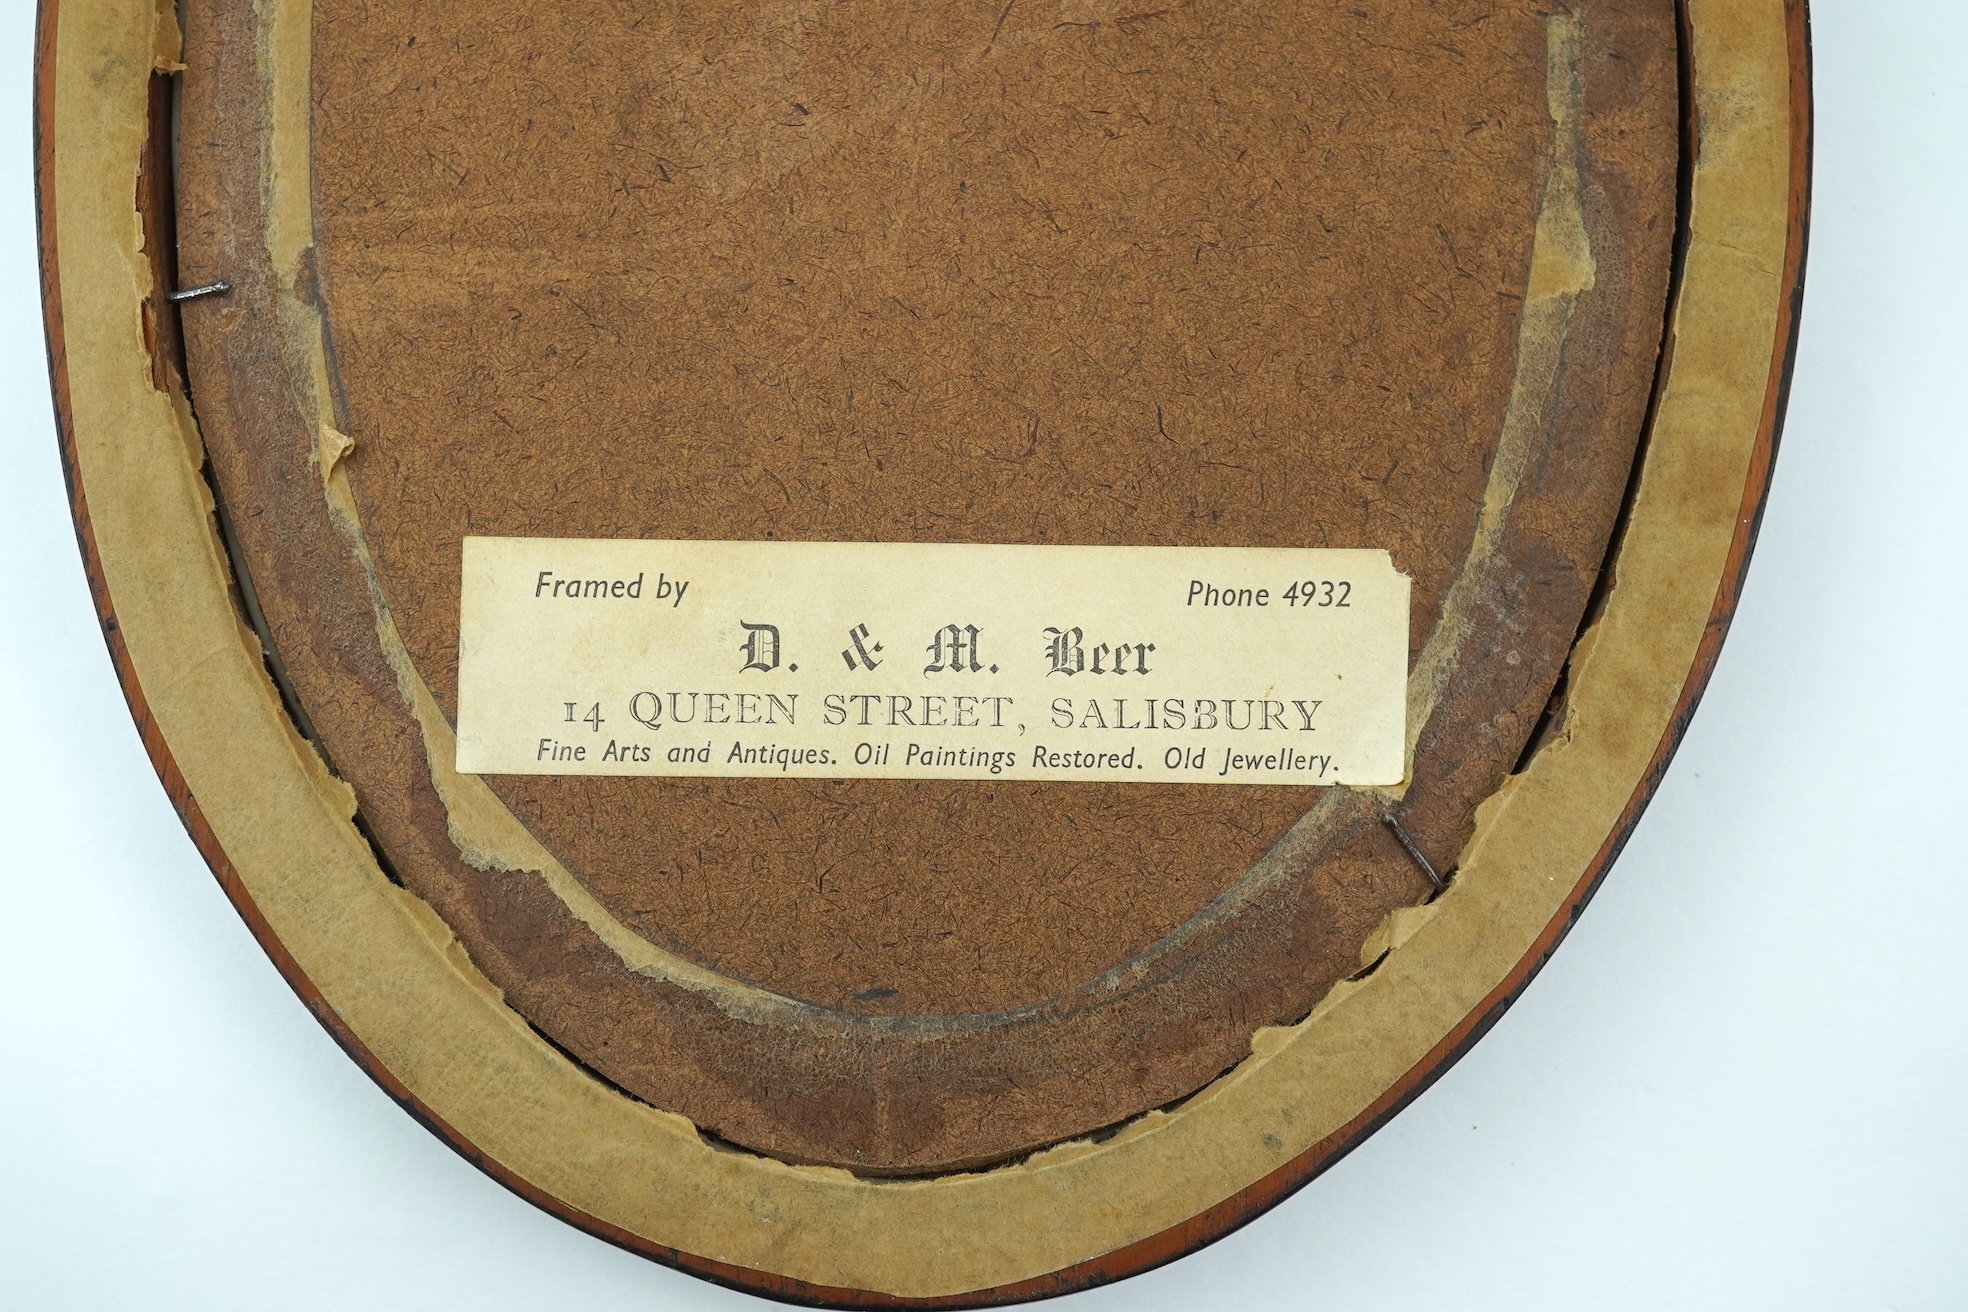 Framed by Phone 4932
D. & M. Beer
14 QUEEN STREET, SALISBURY
Fine Arts and Antiques. Oil Paintings Restored. Old Jewellery.